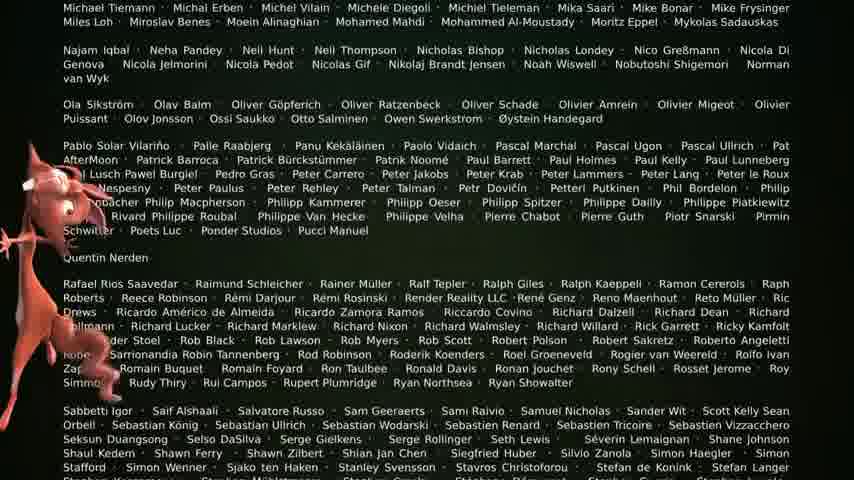 Michael Tiemann · Michal Erben · Michel Vilain · Michele Diegoli · Michiel Tieleman · Mika Saari · Mike Bonar · Mike Frysinger
Miles Loh · Miroslav Benes · Moein Alinaghian · Mohamed Mahdi · Mohammed Al-Moustady · Moritz Eppel · Mykolas Sadauskas
Najam Iqbal · Neha Pandey · Neil Hunt · Neil Thompson · Nicholas Bishop · Nicholas Londey · Nico Greßmann · Nicola Di
Genova · Nicola Jelmorini · Nicola Pedot · Nicolas Gif · Nikolaj Brandt Jensen · Noah Wiswell · Nobutoshi Shigemori · Norman
van Wyk
Ola Sikström · Olav Balm · Oliver Göpferich · Oliver Ratzenbeck · Oliver Schade · Olivier Amrein · Olivier Migeot · Olivier
Puissant · Olov Jonsson · Ossi Saukko · Otto Salminen · Owen Swerkstrom · Øystein Handegard
Pablo Solar Vilariño · Palle Raabjerg · Panu Kekäläinen · Paolo Vidaich · Pascal Marchal · Pascal Ugon · Pascal Ullrich · Pat
AfterMoon · Patrick Barroca · Patrick Bürckstümmer · Patrik Noomé · Paul Barrett · Paul Holmes · Paul Kelly · Paul Lunneberg
Lusch Pawel Burgiel · Pedro Gras · Peter Carrero · Peter Jakobs · Peter Krab · Peter Lammers · Peter Lang · Peter le Roux
Nespesny · Peter Paulus · Peter Rehley · Peter Talman · Petr Dovičín · Petteri Putkinen · Phil Bordelon · Philip
Philip Macpherson · Philipp Kammerer · Philipp Oeser · Philipp Spitzer · Philippe Dailly · Philippe Piatkiewitz
Rivard Philippe Roubal · Philippe Van Hecke · Philippe Velha · Pierre Chabot · Pierre Guth · Piotr Snarski · Pirmin
Schwitter · Poets Luc · Ponder Studios · Pucci Manuel
Quentin Nerden
Rafael Rios Saavedar · Raimund Schleicher · Rainer Müller · Ralf Tepler · Ralph Giles · Ralph Kaeppeli · Ramon Cererols · Raph
Roberts · Reece Robinson · Rémi Darjour · Rémi Rosinski · Render Reality LLC · René Genz · Reno Maenhout · Reto Müller · Ric
Drews · Ricardo Américo de Almeida · Ricardo Zamora Ramos · Riccardo Covino · Richard Dalzell · Richard Dean · Richard
Richard Lucker · Richard Marklew · Richard Nixon · Richard Walmsley · Richard Willard · Rick Garrett · Ricky Kamfolt
der Stoel · Rob Black · Rob Lawson · Rob Myers · Rob Scott · Robert Polson · Robert Sakretz · Roberto Angeletti
Sarrionandia Robin Tannenberg · Rod Robinson · Roderik Koenders · Roel Groeneveld · Rogier van Weereld · Rolfo Ivan
Romain Buquet · Romain Foyard · Ron Taulbee · Ronald Davis · Ronan Jouchet · Rony Schell · Rosset Jerome · Roy
Rudy Thiry · Rui Campos · Rupert Plumridge · Ryan Northsea · Ryan Showalter
Sabbetti Igor · Saif Alshaali · Salvatore Russo · Sam Geeraerts · Sami Raivio · Samuel Nicholas · Sander Wit · Scott Kelly Sean
Orbell · Sebastian König · Sebastian Ullrich · Sebastian Wodarski · Sebastien Renard · Sebastien Tricoire · Sebastien Vizzacchero
Seksun Duangsong · Selso DaSilva · Serge Gielkens · Serge Rollinger · Seth Lewis · Séverin Lemaignan · Shane Johnson
Shaul Kedem · Shawn Ferry · Shawn Zilbert · Shian Jan Chen · Siegfried Huber · Silvio Zanola · Simon Haegler · Simon
Stafford · Simon Wenner · Sjako ten Haken · Stanley Svensson · Stavros Christoforou · Stefan de Konink · Stefan Langer